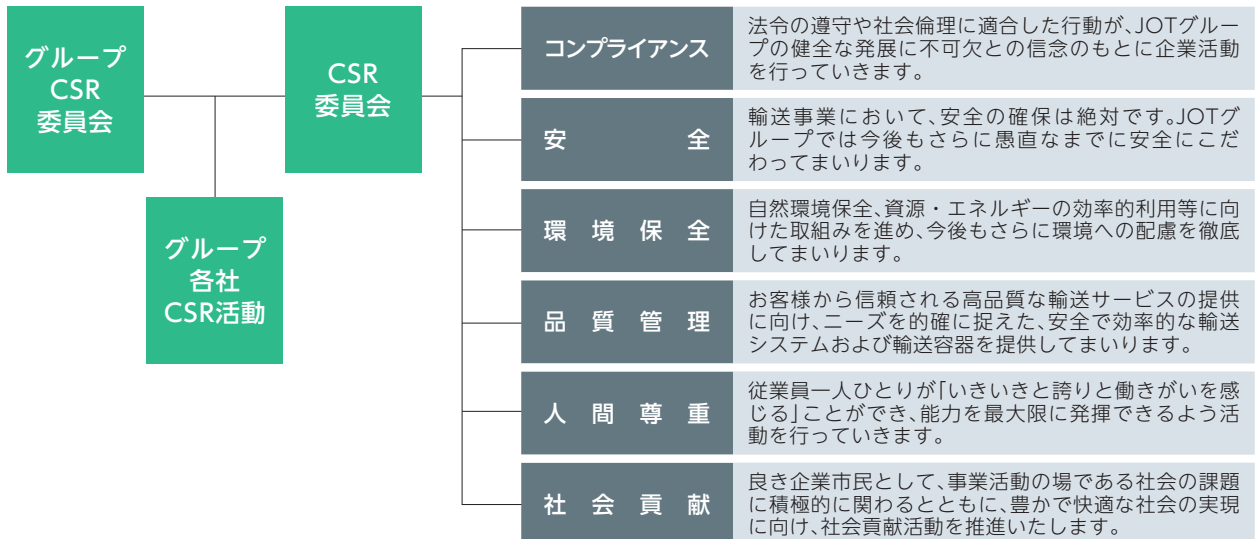 グループ
CSR
委員会
グループ
各社
CSR活動
CSR
委員会
コンプライアンス
法令の遵守や社会倫理に適合した行動が、JOTグルー
プの健全な発展に不可欠との信念のもとに企業活動
を行っていきます。
安全
輸送事業において、安全の確保は絶対です。JOTグ
ループでは今後もさらに愚直なまでに安全にこだ
わってまいります。
環境保全
自然環境保全、資源・エネルギーの効率的利用等に向
けた取組みを進め、今後もさらに環境への配慮を徹底
してまいります。
品質管理
お客様から信頼される高品質な輸送サービスの提供
に向け、ニーズを的確に捉えた、安全で効率的な輸送
システムおよび輸送容器を提供してまいります。
人間尊重
従業員一人ひとりが「いきいきと誇りと働きがいを感
じる」ことができ、能力を最大限に発揮できるよう活
動を行っていきます。
社会貢献
良き企業市民として、事業活動の場である社会の課題
に積極的に関わるとともに、豊かで快適な社会の実現
に向け、社会貢献活動を推進いたします。